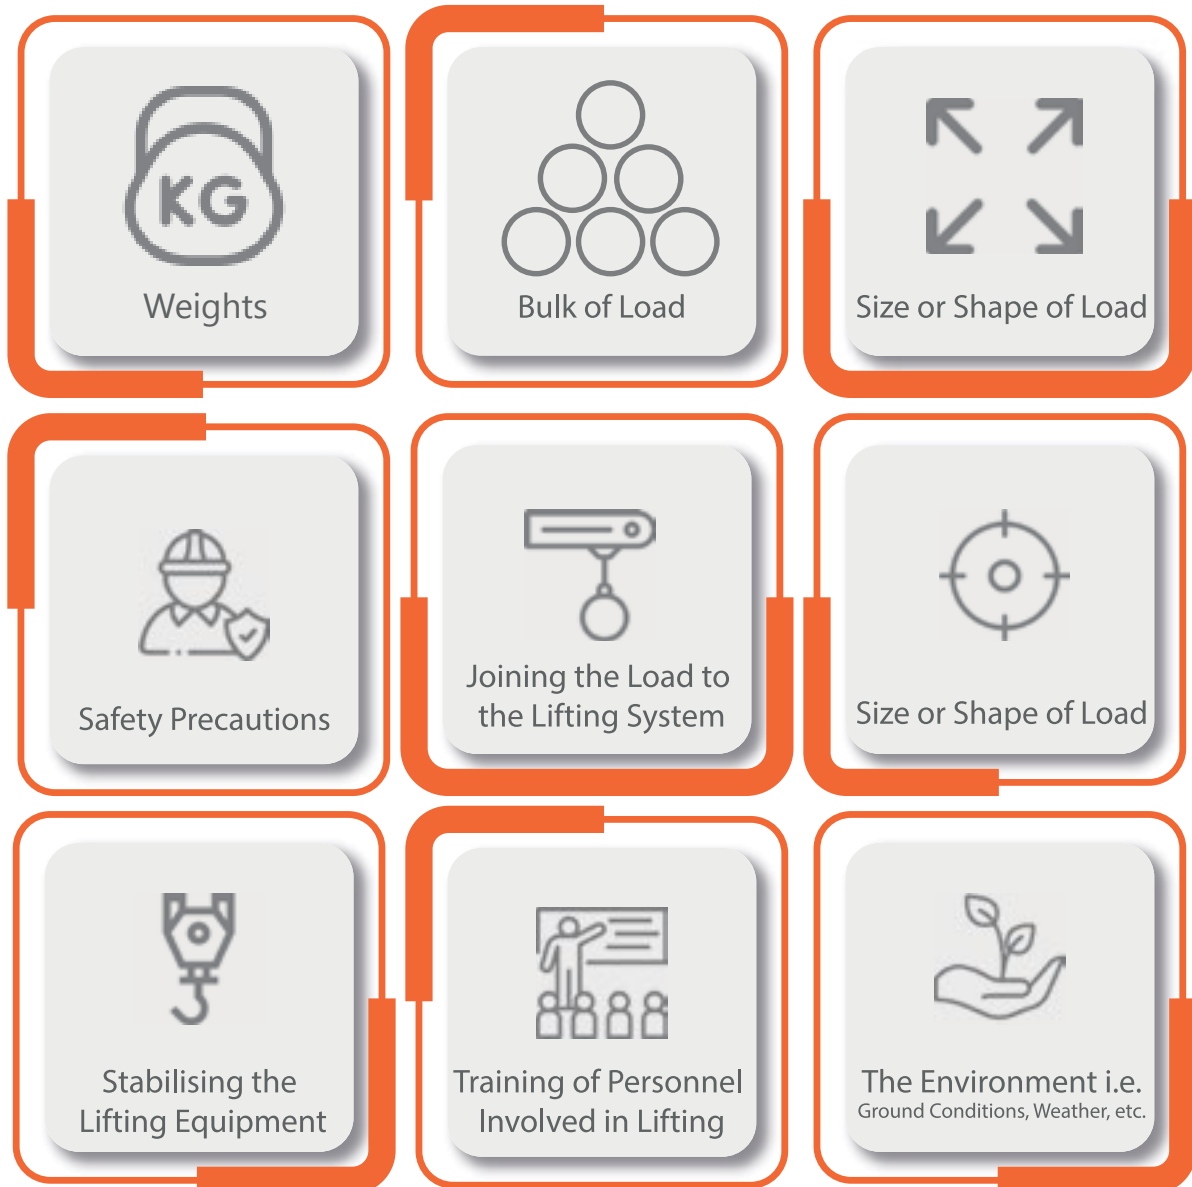 KG
Weights
Bulk of Load
Size or Shape of Load
Safety Precautions
Joining the Load to
the Lifting System
Size or Shape of Load
Stabilising the
Lifting Equipment
Training of Personnel
Involved in Lifting
The Environment i.e.
Ground Conditions, Weather, etc.